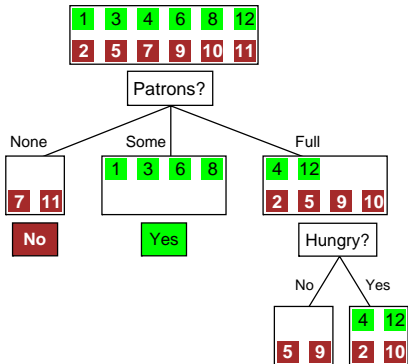 1 3 4 6 8 12
2 5 7 9 10 11
Patrons?
None Some Full
1 3 6 8 4 12
7 11 2 5 9 10
No Yes Hungry?
No Yes
4 12
5 9 2 10